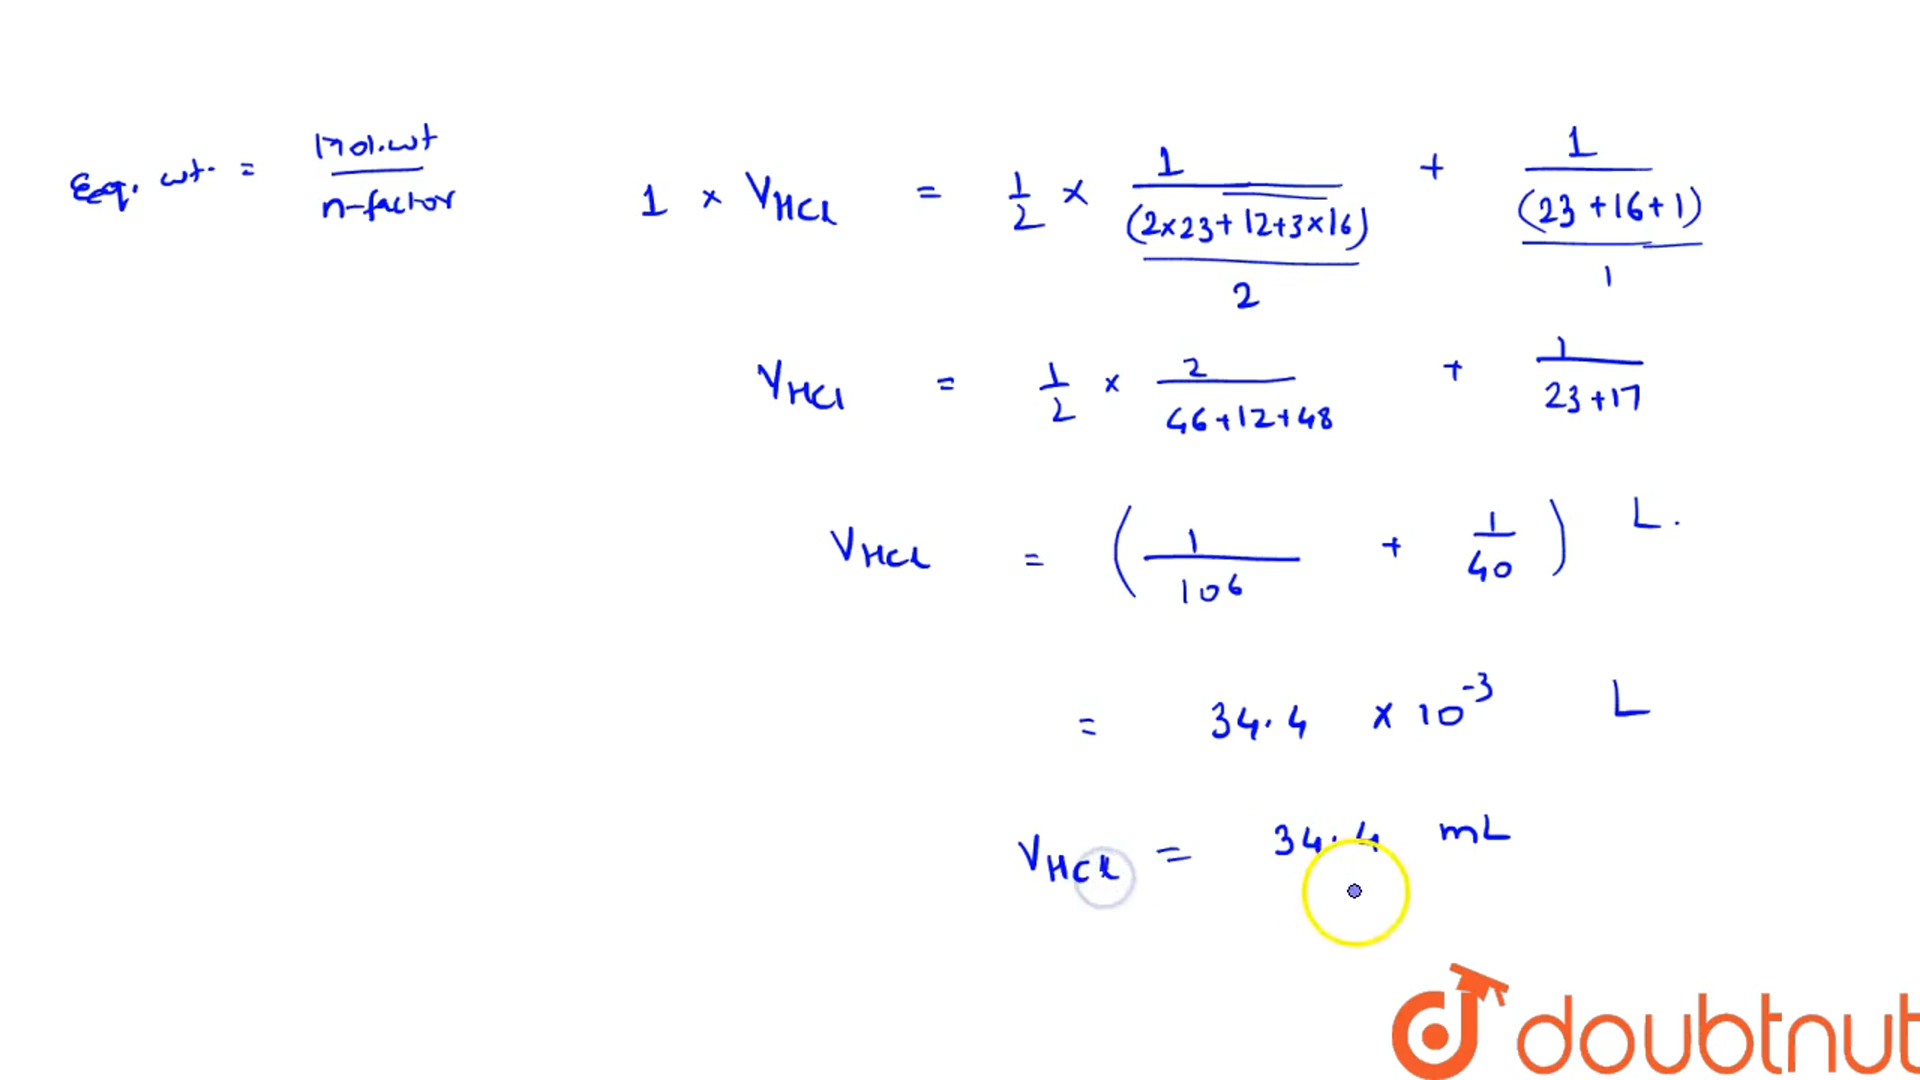 Eq. wt. = mol.wt / n-factor
1 × VHCl = 1/2 × 1 / ((2×23+12+3×16) / 2) + 1 / ((23+16+1) / 1)
VHCl = 1/2 × 2 / (46+12+48) + 1 / (23+17)
VHCl = (1/106 + 1/40) L.
= 34.4 × 10⁻³ L
VHCl = 34.4 mL
doubtnut